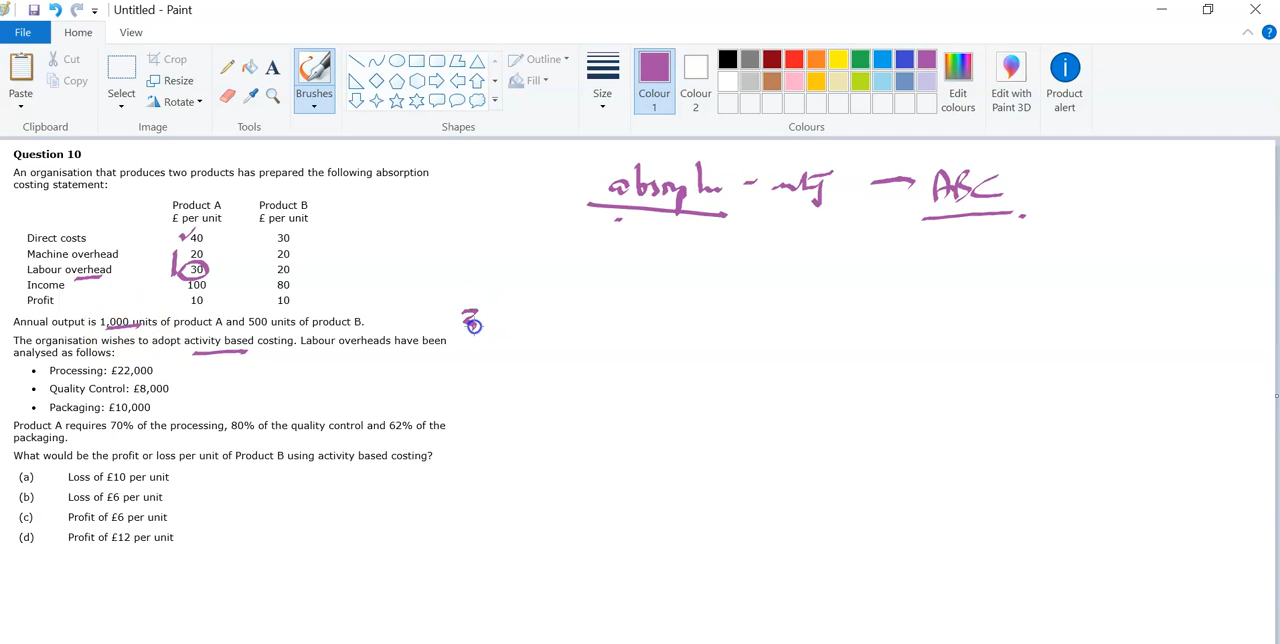 Untitled - Paint
File Home View
Paste
Cut
Copy
Clipboard
Select
Crop
Resize
Rotate
Image
Tools
Brushes
Shapes
Outline
Fill
Size
Colour 1
Colour 2
Colours
Edit colours
Edit with Paint 3D
Product alert
Question 10
An organisation that produces two products has prepared the following absorption
costing statement:
Product A Product B
£ per unit £ per unit
Direct costs 40 30
Machine overhead 20 20
Labour overhead 30 20
Income 100 80
Profit 10 10
Annual output is 1,000 units of product A and 500 units of product B.
The organisation wishes to adopt activity based costing. Labour overheads have been
analysed as follows:
• Processing: £22,000
• Quality Control: £8,000
• Packaging: £10,000
Product A requires 70% of the processing, 80% of the quality control and 62% of the
packaging.
What would be the profit or loss per unit of Product B using activity based costing?
(a) Loss of £10 per unit
(b) Loss of £6 per unit
(c) Profit of £6 per unit
(d) Profit of £12 per unit
ABC